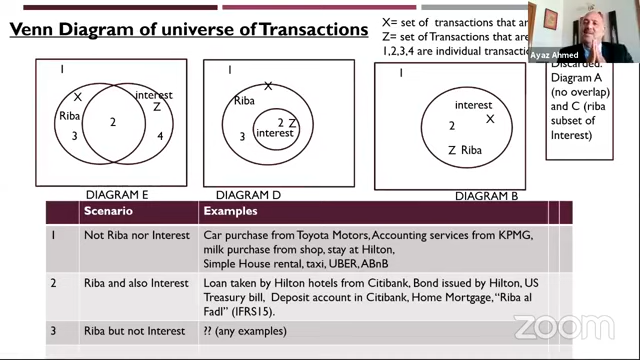 Venn Diagram of universe of Transactions
X= set of transactions that are
Z= set of Transactions that are
1,2,3,4 are individual transactio
Ayaz Ahmed
Discarded:
Diagram A
(no overlap)
and C (riba
subset of
Interest)
1
X
interest
Z
Riba
2
3
4
DIAGRAM E
1
X
Riba
2 Z
interest
3
DIAGRAM D
1
interest
2
X
Z Riba
DIAGRAM B
Scenario Examples
1 Not Riba nor Interest Car purchase from Toyota Motors, Accounting services from KPMG,
milk purchase from shop, stay at Hilton,
Simple House rental, taxi, UBER, ABnB
2 Riba and also Interest Loan taken by Hilton hotels from Citibank, Bond issued by Hilton, US
Treasury bill, Deposit account in Citibank, Home Mortgage, "Riba al
Fadl" (IFRS15).
3 Riba but not Interest ?? (any examples)
zoom